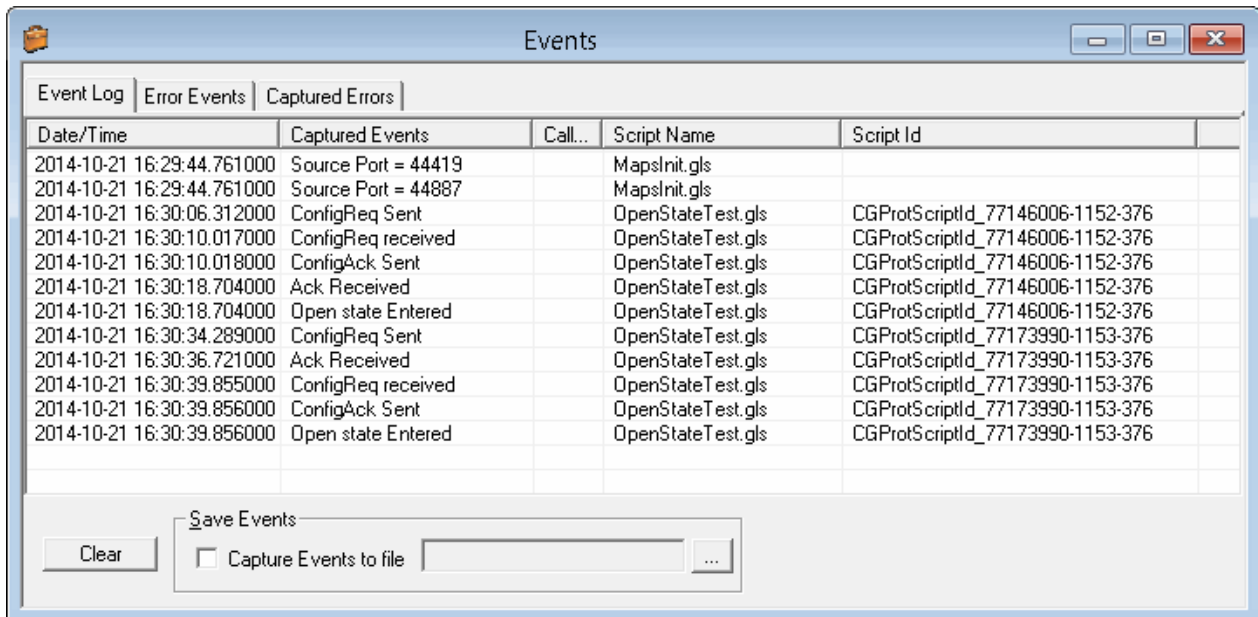 Events
Event Log Error Events Captured Errors
Date/Time Captured Events Call... Script Name Script Id
2014-10-21 16:29:44.761000 Source Port = 44419 MapsInit.gls
2014-10-21 16:29:44.761000 Source Port = 44887 MapsInit.gls
2014-10-21 16:30:06.312000 ConfigReq Sent OpenStateTest.gls CGProtScriptId_77146006-1152-376
2014-10-21 16:30:10.017000 ConfigReq received OpenStateTest.gls CGProtScriptId_77146006-1152-376
2014-10-21 16:30:10.018000 ConfigAck Sent OpenStateTest.gls CGProtScriptId_77146006-1152-376
2014-10-21 16:30:18.704000 Ack Received OpenStateTest.gls CGProtScriptId_77146006-1152-376
2014-10-21 16:30:18.704000 Open state Entered OpenStateTest.gls CGProtScriptId_77146006-1152-376
2014-10-21 16:30:34.289000 ConfigReq Sent OpenStateTest.gls CGProtScriptId_77173990-1153-376
2014-10-21 16:30:36.721000 Ack Received OpenStateTest.gls CGProtScriptId_77173990-1153-376
2014-10-21 16:30:39.855000 ConfigReq received OpenStateTest.gls CGProtScriptId_77173990-1153-376
2014-10-21 16:30:39.856000 ConfigAck Sent OpenStateTest.gls CGProtScriptId_77173990-1153-376
2014-10-21 16:30:39.856000 Open state Entered OpenStateTest.gls CGProtScriptId_77173990-1153-376
Save Events
Clear Capture Events to file ...